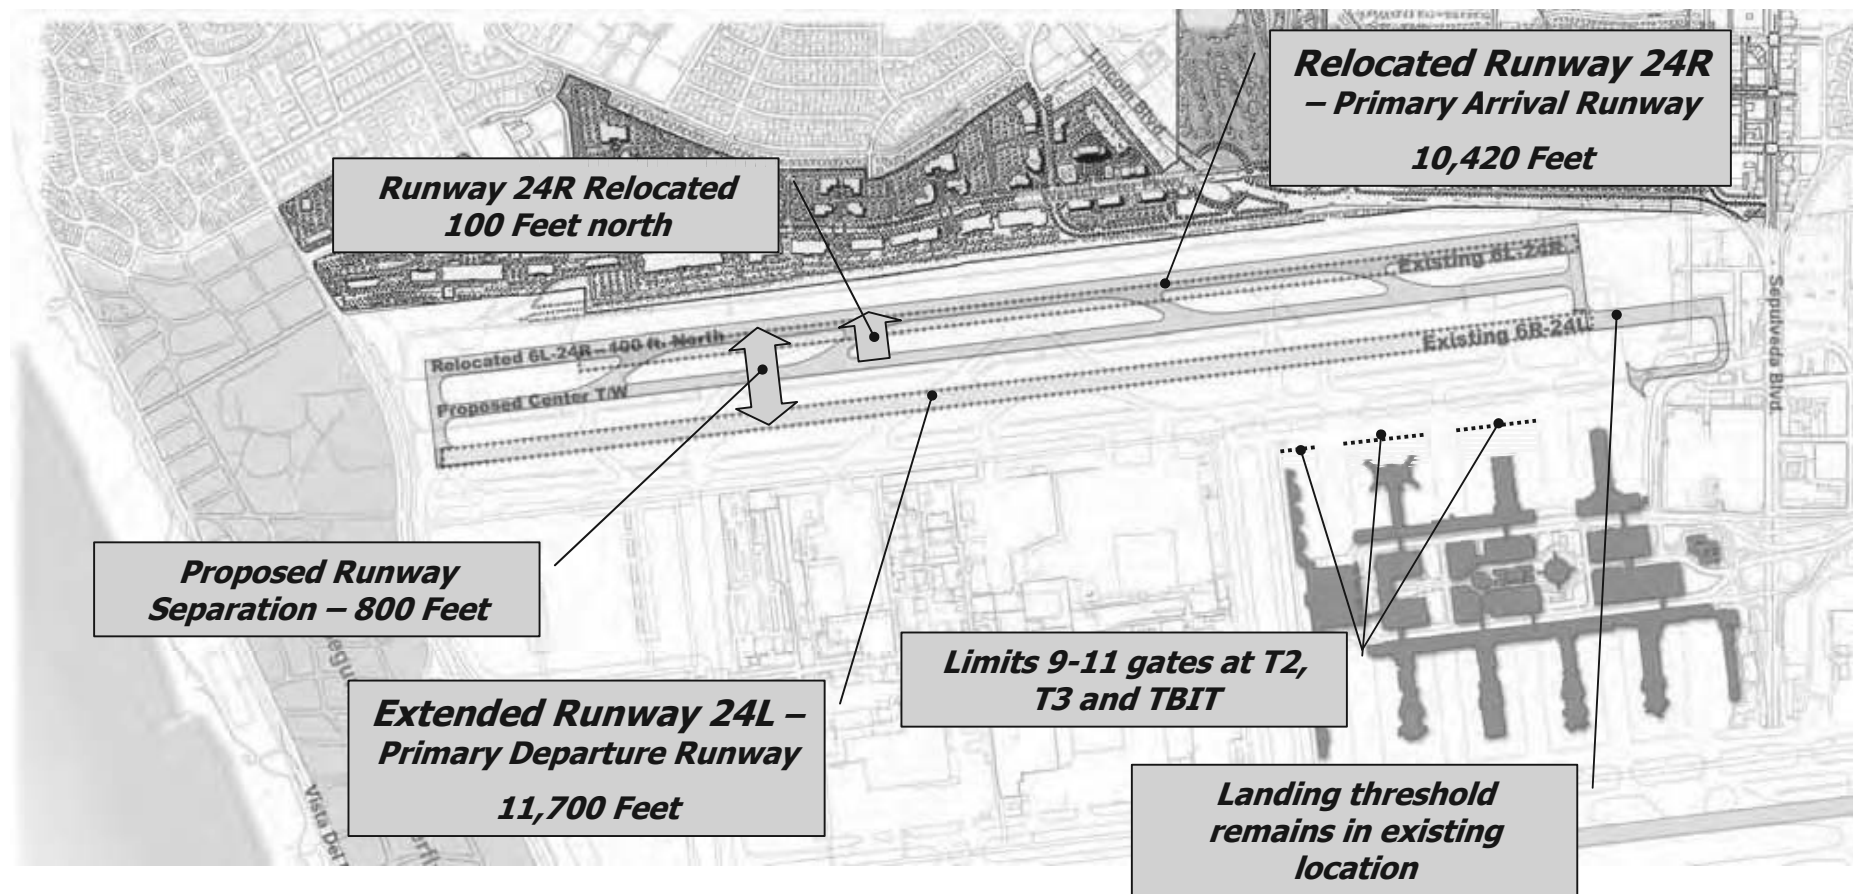 Relocated Runway 24R
– Primary Arrival Runway
10,420 Feet
Lincoln Blvd.
Runway 24R Relocated
100 Feet north
Existing 6L-24R
Relocated 6L-24R – 100 ft. North
Existing 6R-24L
Proposed Center T/W
Sepulveda Blvd.
Proposed Runway
Separation – 800 Feet
Limits 9-11 gates at T2,
T3 and TBIT
Extended Runway 24L –
Primary Departure Runway
11,700 Feet
Landing threshold
remains in existing
location
Vista Del